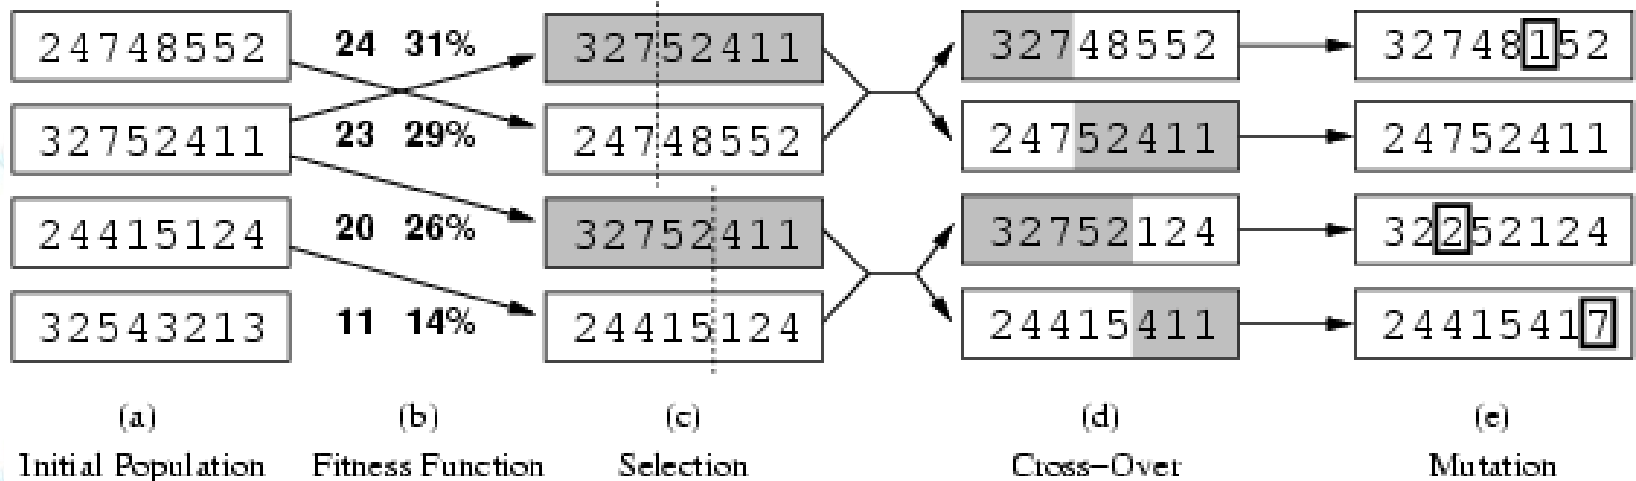 24748552 24 31% 32752411 32748552 32748152
32752411 23 29% 24748552 24752411 24752411
24415124 20 26% 32752411 32752124 32252124
32543213 11 14% 24415124 24415411 24415417
(a) (b) (c) (d) (e)
Initial Population Fitness Function Selection Cross-Over Mutation